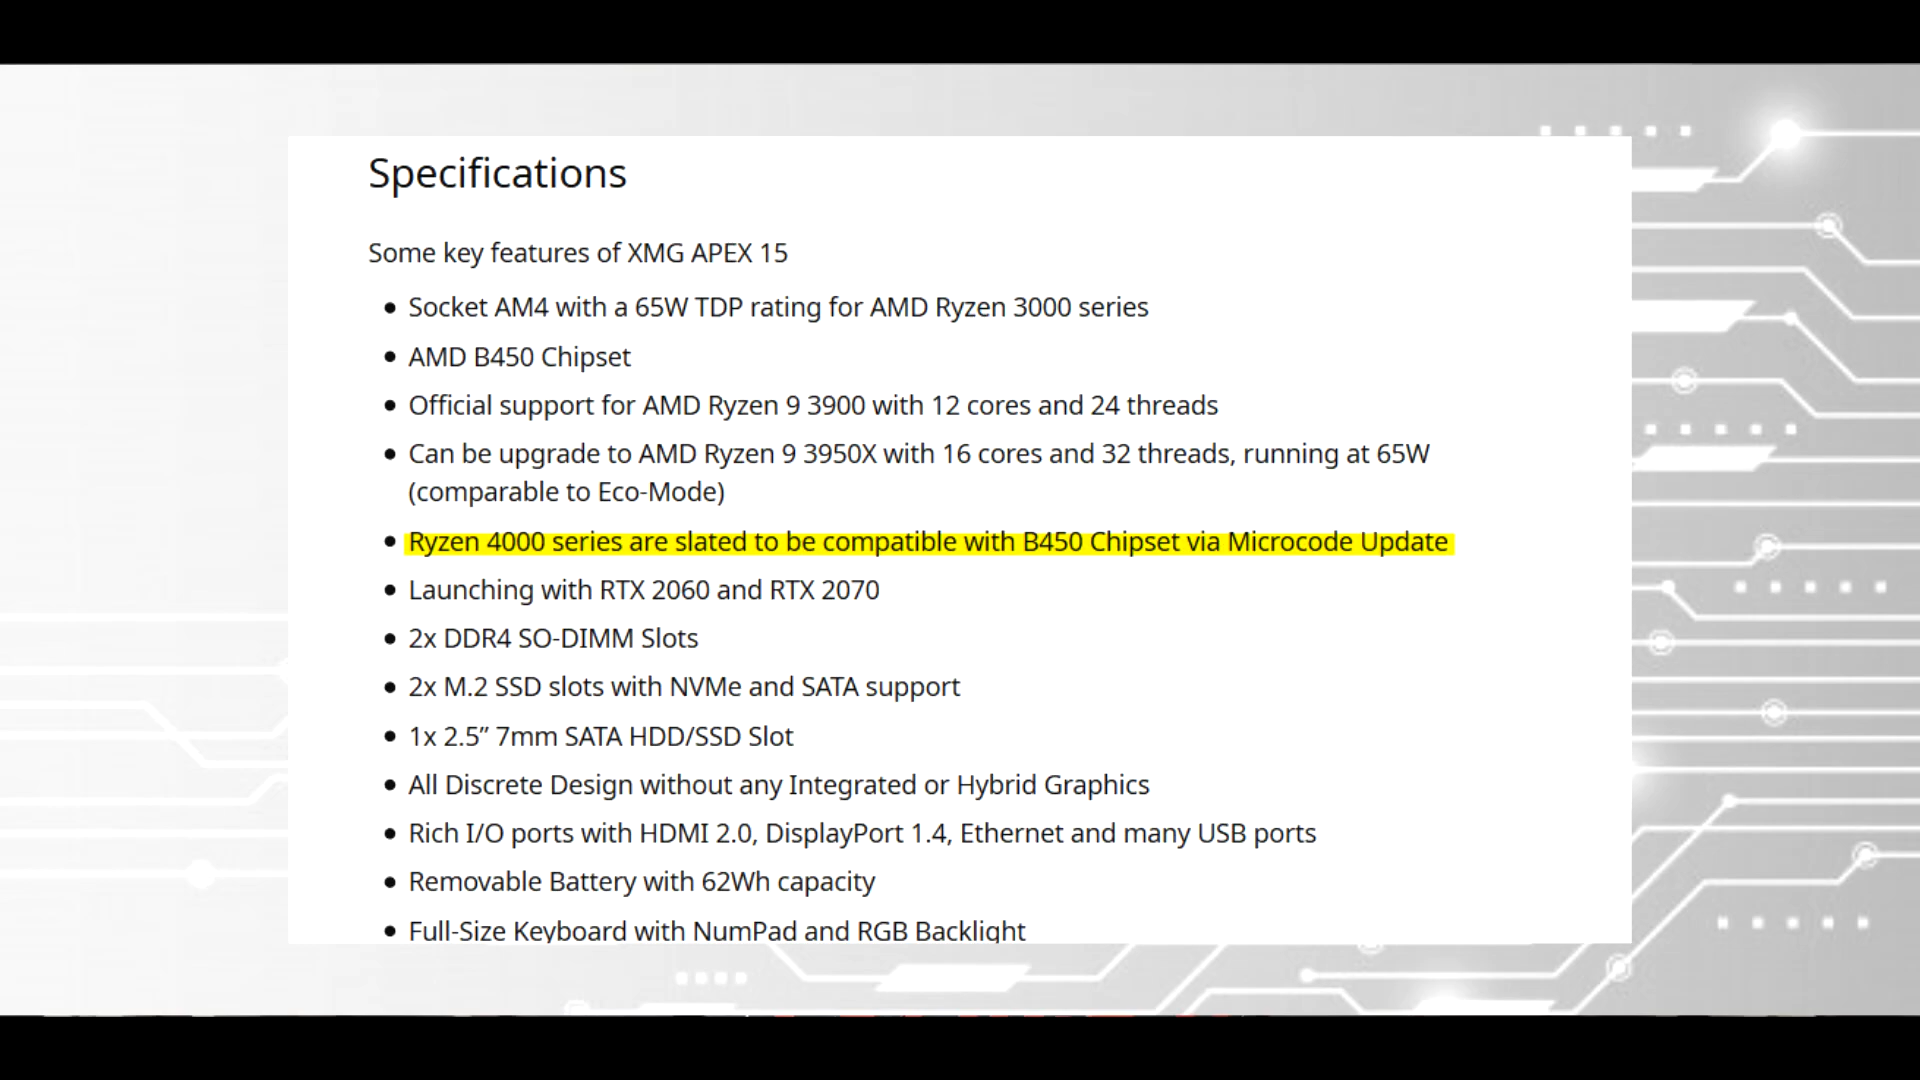 Specifications
Some key features of XMG APEX 15
• Socket AM4 with a 65W TDP rating for AMD Ryzen 3000 series
• AMD B450 Chipset
• Official support for AMD Ryzen 9 3900 with 12 cores and 24 threads
• Can be upgrade to AMD Ryzen 9 3950X with 16 cores and 32 threads, running at 65W
(comparable to Eco-Mode)
• Ryzen 4000 series are slated to be compatible with B450 Chipset via Microcode Update
• Launching with RTX 2060 and RTX 2070
• 2x DDR4 SO-DIMM Slots
• 2x M.2 SSD slots with NVMe and SATA support
• 1x 2.5” 7mm SATA HDD/SSD Slot
• All Discrete Design without any Integrated or Hybrid Graphics
• Rich I/O ports with HDMI 2.0, DisplayPort 1.4, Ethernet and many USB ports
• Removable Battery with 62Wh capacity
• Full-Size Keyboard with NumPad and RGB Backlight